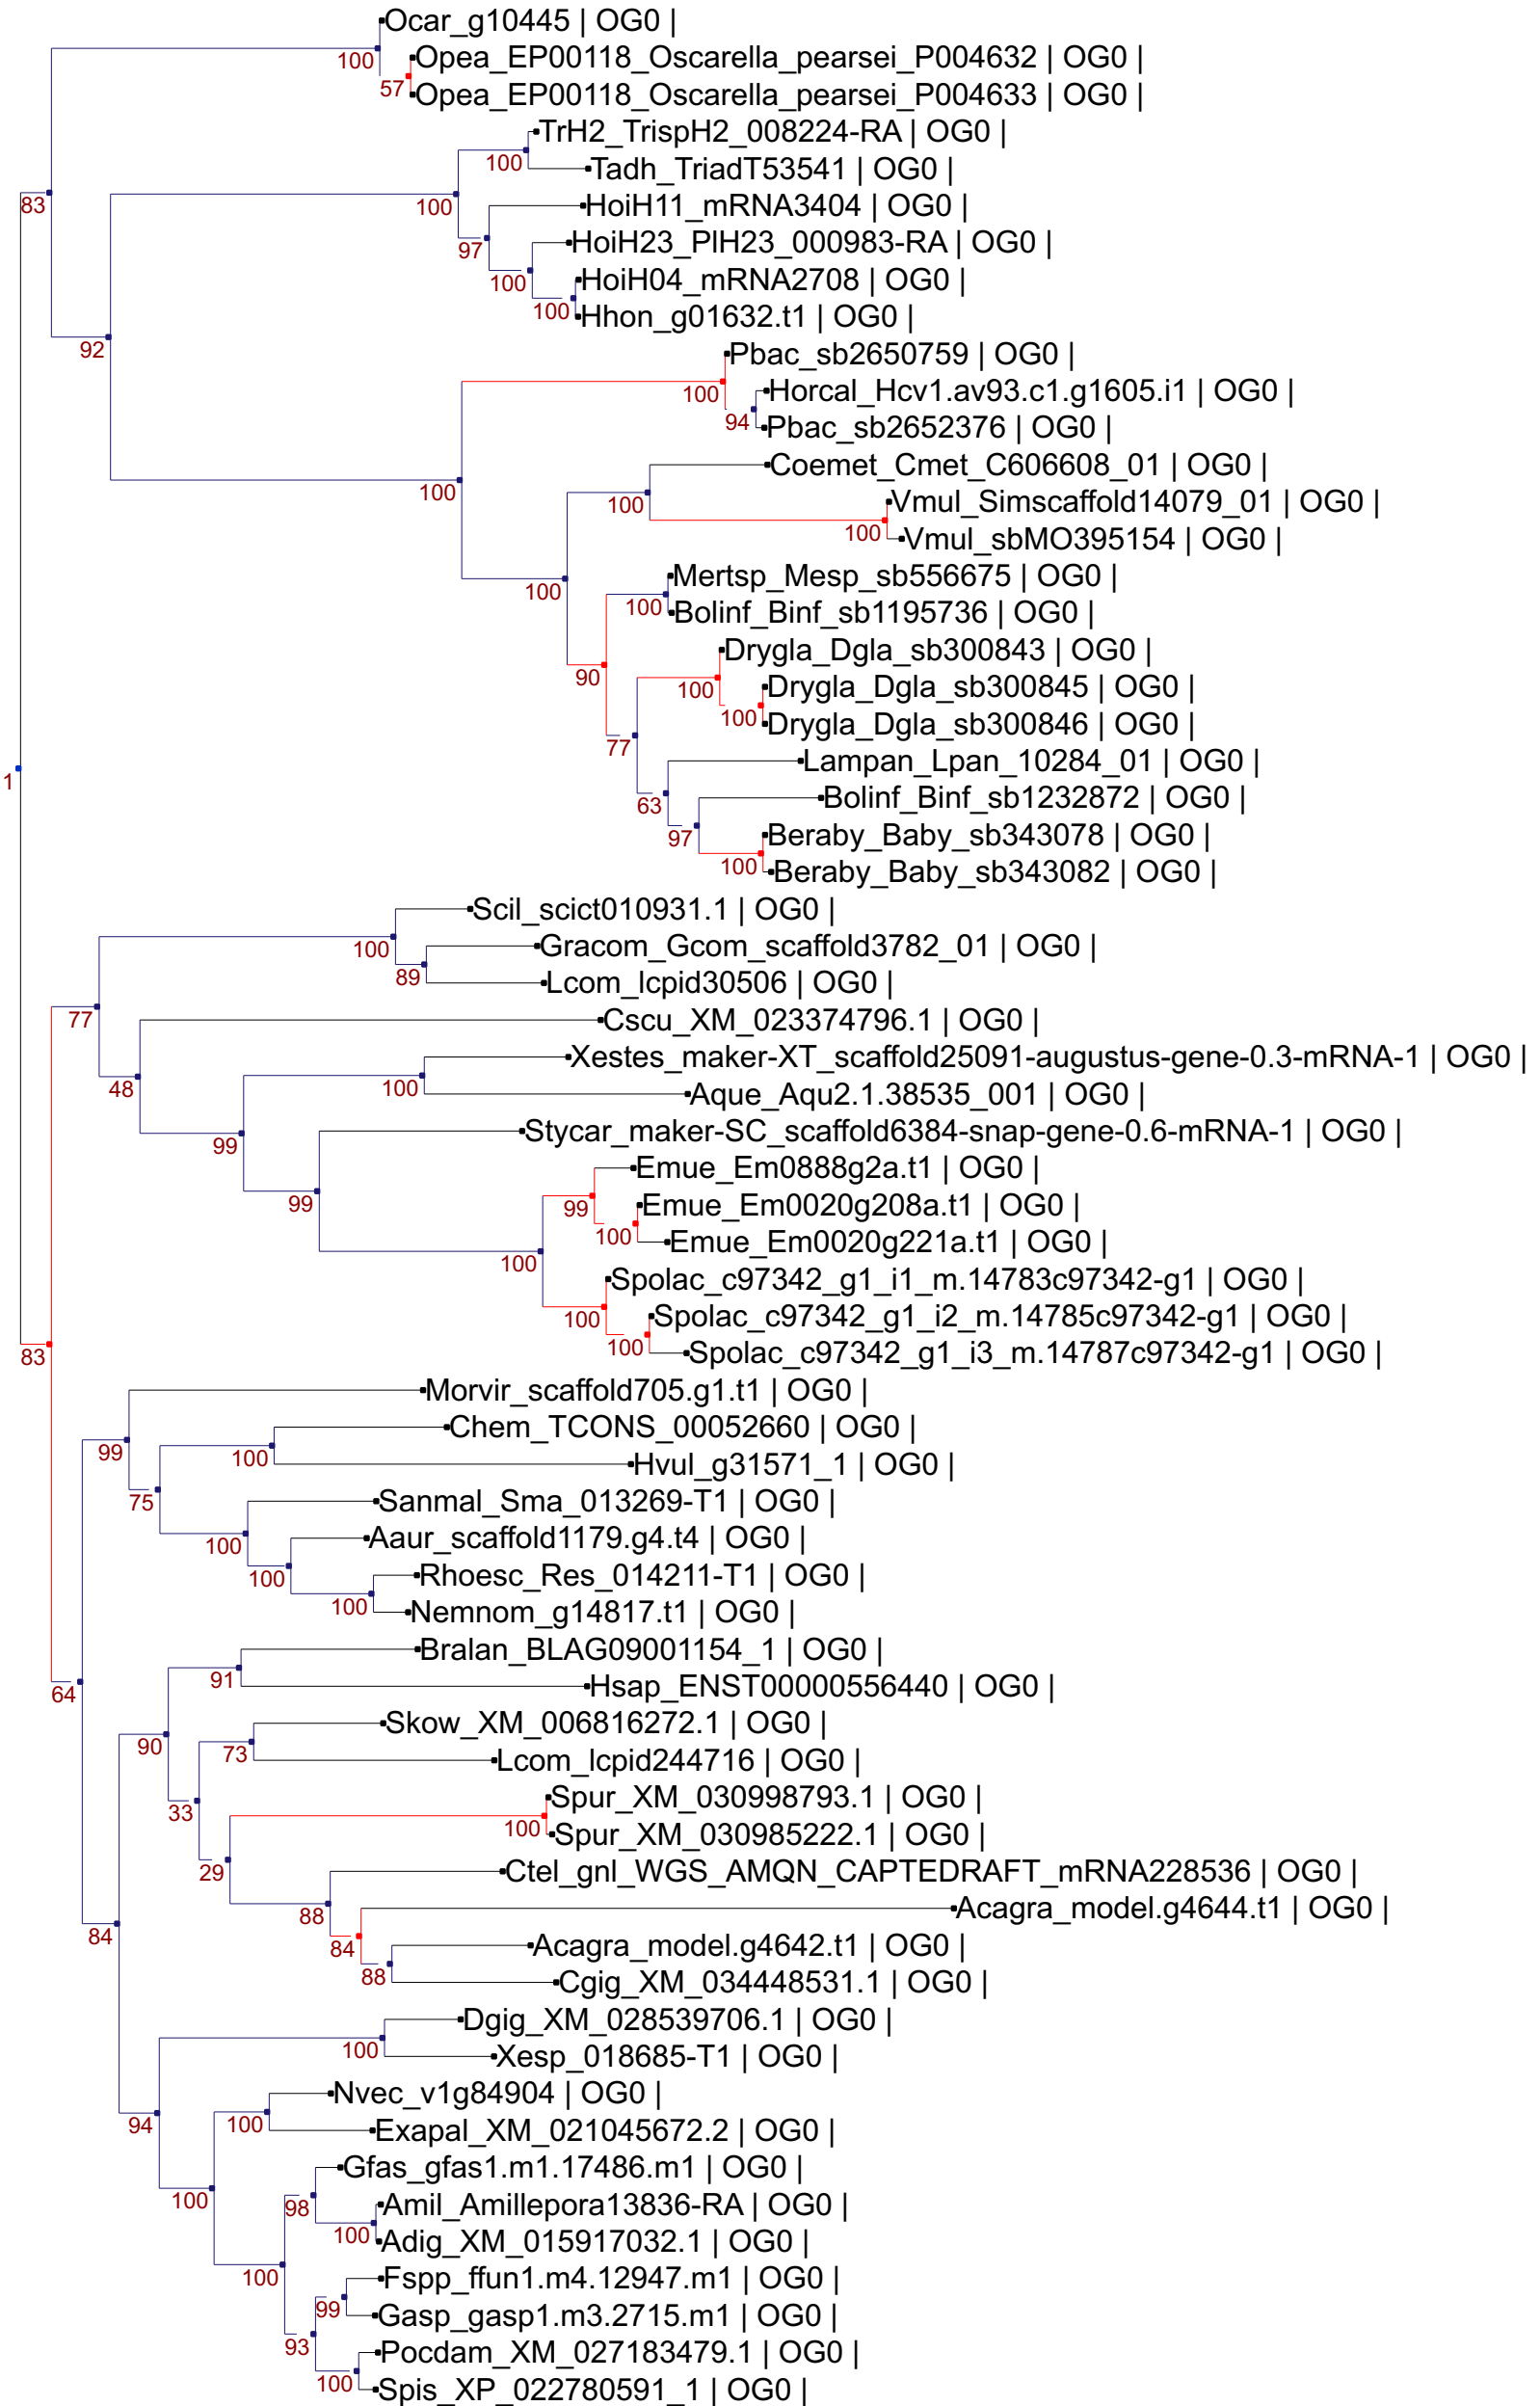 Ocar_g10445 | OG0 |
100
Opea_EP00118_Oscarella_pearsei_P004632 | OG0 |
57
Opea_EP00118_Oscarella_pearsei_P004633 | OG0 |
TrH2_TrispH2_008224-RA | OG0 |
100
Tadh_TriadT53541 | OG0 |
83
100
HoiH11_mRNA3404 | OG0 |
97
HoiH23_PlH23_000983-RA | OG0 |
100
HoiH04_mRNA2708 | OG0 |
100
Hhon_g01632.t1 | OG0 |
92
Pbac_sb2650759 | OG0 |
100
Horcal_Hcv1.av93.c1.g1605.i1 | OG0 |
94
Pbac_sb2652376 | OG0 |
Coemet_Cmet_C606608_01 | OG0 |
100
100
Vmul_Simscaffold14079_01 | OG0 |
100
Vmul_sbMO395154 | OG0 |
Mertsp_Mesp_sb556675 | OG0 |
100
100
Bolinf_Binf_sb1195736 | OG0 |
Drygla_Dgla_sb300843 | OG0 |
90
100
Drygla_Dgla_sb300845 | OG0 |
100
Drygla_Dgla_sb300846 | OG0 |
77
Lampan_Lpan_10284_01 | OG0 |
1
63
Bolinf_Binf_sb1232872 | OG0 |
97
Beraby_Baby_sb343078 | OG0 |
100
Beraby_Baby_sb343082 | OG0 |
Scil_scict010931.1 | OG0 |
100
Gracom_Gcom_scaffold3782_01 | OG0 |
89
Lcom_lcpid30506 | OG0 |
77
Cscu_XM_023374796.1 | OG0 |
Xestes_maker-XT_scaffold25091-augustus-gene-0.3-mRNA-1 | OG0 |
48
100
Aque_Aqu2.1.38535_001 | OG0 |
Stycar_maker-SC_scaffold6384-snap-gene-0.6-mRNA-1 | OG0 |
99
Emue_Em0888g2a.t1 | OG0 |
99
99
Emue_Em0020g208a.t1 | OG0 |
100
Emue_Em0020g221a.t1 | OG0 |
100
Spolac_c97342_g1_i1_m.14783c97342-g1 | OG0 |
100
Spolac_c97342_g1_i2_m.14785c97342-g1 | OG0 |
100
83
Spolac_c97342_g1_i3_m.14787c97342-g1 | OG0 |
Morvir_scaffold705.g1.t1 | OG0 |
Chem_TCONS_00052660 | OG0 |
99
100
Hvul_g31571_1 | OG0 |
75
Sanmal_Sma_013269-T1 | OG0 |
100
Aaur_scaffold1179.g4.t4 | OG0 |
100
Rhoesc_Res_014211-T1 | OG0 |
100
Nemnom_g14817.t1 | OG0 |
Bralan_BLAG09001154_1 | OG0 |
91
64
Hsap_ENST00000556440 | OG0 |
Skow_XM_006816272.1 | OG0 |
90
73
Lcom_lcpid244716 | OG0 |
Spur_XM_030998793.1 | OG0 |
33
100
Spur_XM_030985222.1 | OG0 |
Ctel_gnl_WGS_AMQN_CAPTEDRAFT_mRNA228536 | OG0 |
29
Acagra_model.g4644.t1 | OG0 |
88
84
84
Acagra_model.g4642.t1 | OG0 |
88
Cgig_XM_034448531.1 | OG0 |
Dgig_XM_028539706.1 | OG0 |
100
Xesp_018685-T1 | OG0 |
Nvec_v1g84904 | OG0 |
94
100
Exapal_XM_021045672.2 | OG0 |
Gfas_gfas1.m1.17486.m1 | OG0 |
100
98
Amil_Amillepora13836-RA | OG0 |
100
Adig_XM_015917032.1 | OG0 |
100
Fspp_ffun1.m4.12947.m1 | OG0 |
99
Gasp_gasp1.m3.2715.m1 | OG0 |
93
Pocdam_XM_027183479.1 | OG0 |
100
Spis_XP_022780591_1 | OG0 |